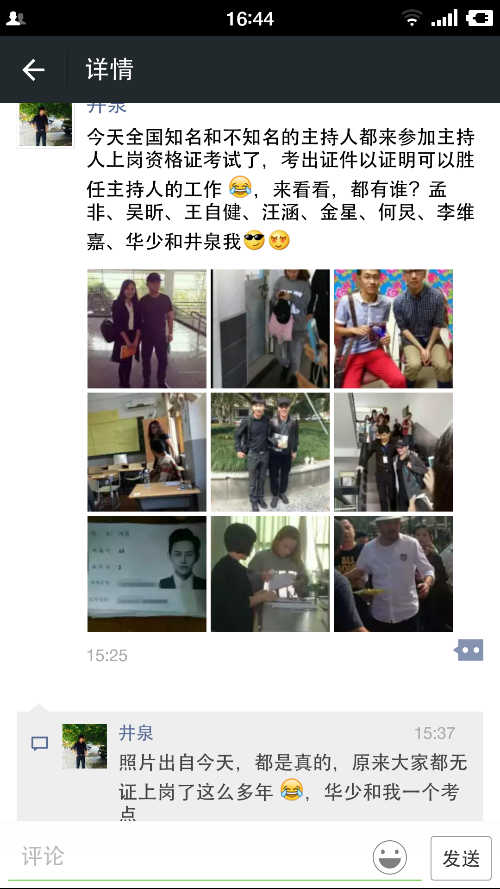 16:44
详情
井泉
今天全国知名和不知名的主持人都来参加主持
人上岗资格证考试了，考出证件以证明可以胜
任主持人的工作😂，来看看，都有谁？孟
非、吴昕、王自健、汪涵、金星、何炅、李维
嘉、华少和井泉我😎😍
15:25
井泉 15:37
照片出自今天，都是真的，原来大家都无
证上岗了这么多年😂，华少和我一个考
点
评论 发送